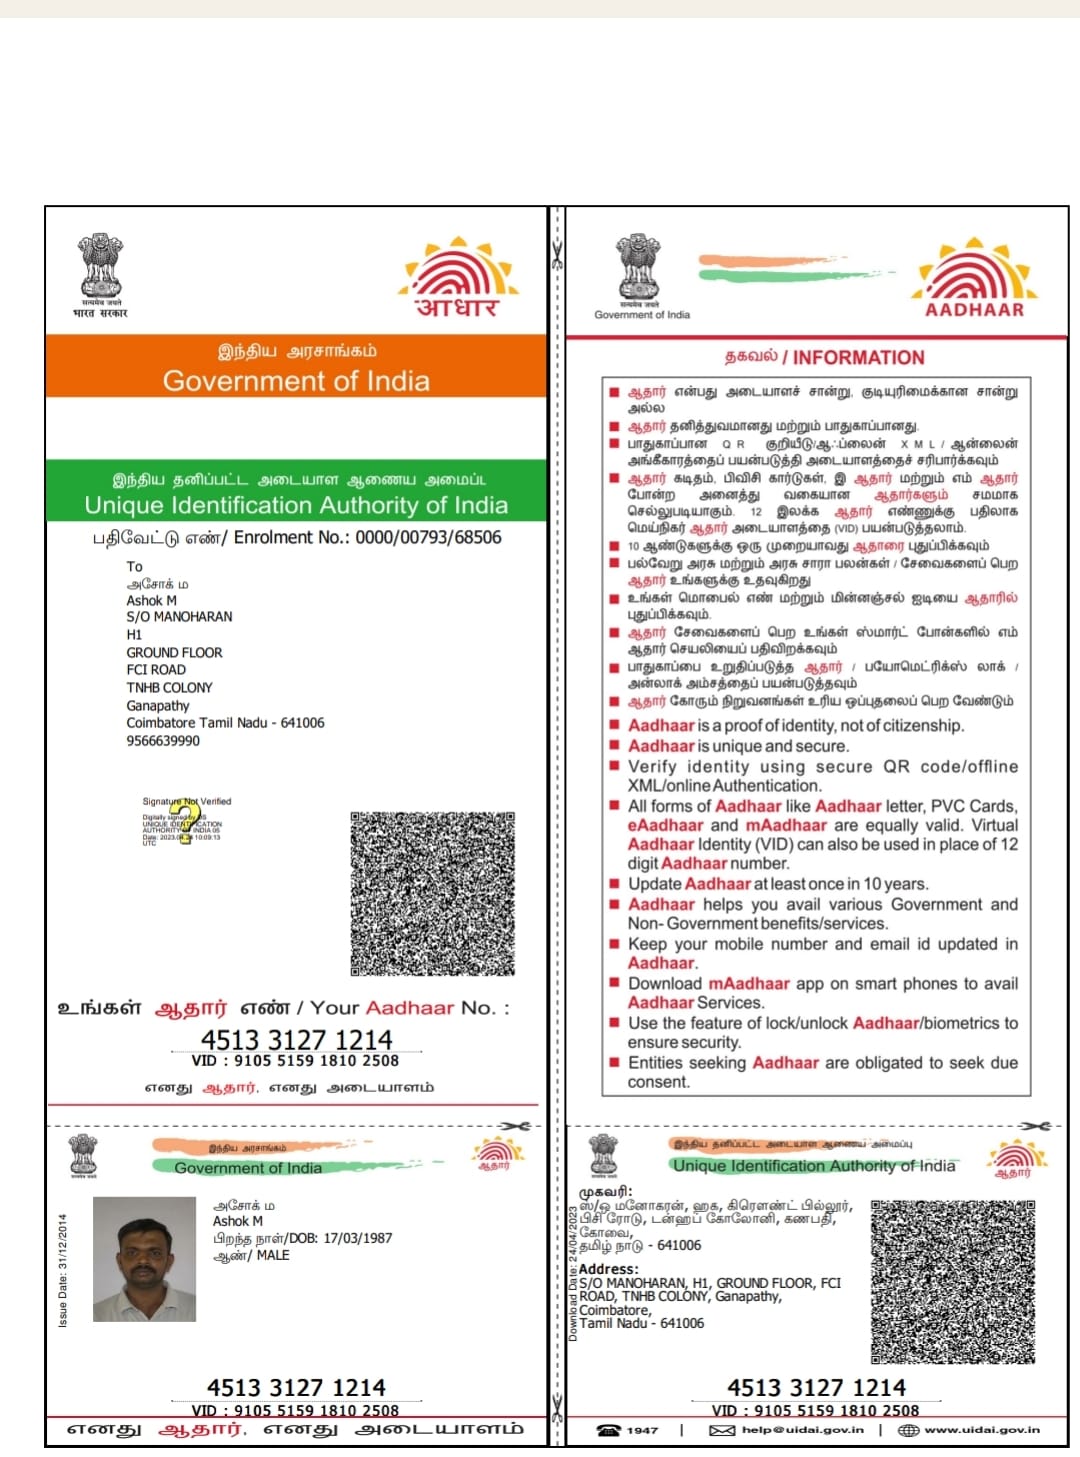 सत्यमेव जयते
भारत सरकार
आधार
இந்திய அரசாங்கம்
Government of India
இந்திய தனிப்பட்ட அடையாள ஆணைய அமைப்ட
Unique Identification Authority of India
பதிவேட்டு எண்/ Enrolment No.: 0000/00793/68506
To
அசோக் ம
Ashok M
S/O MANOHARAN
H1
GROUND FLOOR
FCI ROAD
TNHB COLONY
Ganapathy
Coimbatore Tamil Nadu - 641006
9566639990
Signature Not Verified
Digitally signed by DS
UNIQUE IDENTIFICATION
AUTHORITY OF INDIA 05
Date: 2023.04.24 10:09:13
UTC
உங்கள் ஆதார் எண் / Your Aadhaar No. :
4513 3127 1214
VID : 9105 5159 1810 2508
எனது ஆதார், எனது அடையாளம்
இந்திய அரசாங்கம்
Government of India
ஆதார்
Issue Date: 31/12/2014
அசோக் ம
Ashok M
பிறந்த நாள்/DOB: 17/03/1987
ஆண்/ MALE
4513 3127 1214
VID : 9105 5159 1810 2508
எனது ஆதார், எனது அடையாளம்
सत्यमेव जयते
Government of India
AADHAAR
தகவல் / INFORMATION
ஆதார் என்பது அடையாளச் சான்று, குடியுரிமைக்கான சான்று
அல்ல
ஆதார் தனித்துவமானது மற்றும் பாதுகாப்பானது.
பாதுகாப்பான QR குறியீடு/ஆஃப்லைன் XML/ ஆன்லைன்
அங்கீகாரத்தைப் பயன்படுத்தி அடையாளத்தைச் சரிபார்க்கவும்
ஆதார் கடிதம், பிவிசி கார்டுகள், இ ஆதார் மற்றும் எம் ஆதார்
போன்ற அனைத்து வகையான ஆதார்களும் சமமாக
செல்லுபடியாகும். 12 இலக்க ஆதார் எண்ணுக்கு பதிலாக
மெய்நிகர் ஆதார் அடையாளத்தை (VID) பயன்படுத்தலாம்.
10 ஆண்டுகளுக்கு ஒரு முறையாவது ஆதாரை புதுப்பிக்கவும்
பல்வேறு அரசு மற்றும் அரசு சாரா பலன்கள் / சேவைகளைப் பெற
ஆதார் உங்களுக்கு உதவுகிறது
உங்கள் மொபைல் எண் மற்றும் மின்னஞ்சல் ஐடியை ஆதாரில்
புதுப்பிக்கவும்.
ஆதார் சேவைகளைப் பெற உங்கள் ஸ்மார்ட் போன்களில் எம்
ஆதார் செயலியைப் பதிவிறக்கவும்
பாதுகாப்பை உறுதிப்படுத்த ஆதார் / பயோமெட்ரிக்ஸ் லாக் /
அன்லாக் அம்சத்தைப் பயன்படுத்தவும்
ஆதார் கோரும் நிறுவனங்கள் உரிய ஒப்புதலைப் பெற வேண்டும்
Aadhaar is a proof of identity, not of citizenship.
Aadhaar is unique and secure.
Verify identity using secure QR code/offline
XML/online Authentication.
All forms of Aadhaar like Aadhaar letter, PVC Cards,
eAadhaar and mAadhaar are equally valid. Virtual
Aadhaar Identity (VID) can also be used in place of 12
digit Aadhaar number.
Update Aadhaar at least once in 10 years.
Aadhaar helps you avail various Government and
Non- Government benefits/services.
Keep your mobile number and email id updated in
Aadhaar.
Download mAadhaar app on smart phones to avail
Aadhaar Services.
Use the feature of lock/unlock Aadhaar/biometrics to
ensure security.
Entities seeking Aadhaar are obligated to seek due
consent.
இந்திய தனிப்பட்ட அடையாள ஆணைய அமைப்பு
Unique Identification Authority of India
ஆதார்
Download Date: 24/04/2023
முகவரி:
ஸ்/ஓ மனோகரன், ஹக, கிரௌண்ட் பில்லூர்,
பிசி ரோடு, டன்ஹப் கோலோனி, கணபதி,
கோவை,
தமிழ் நாடு - 641006
Address:
S/O MANOHARAN, H1, GROUND FLOOR, FCI
ROAD, TNHB COLONY, Ganapathy,
Coimbatore,
Tamil Nadu - 641006
4513 3127 1214
VID : 9105 5159 1810 2508
1947 | help@uidai.gov.in | www.uidai.gov.in